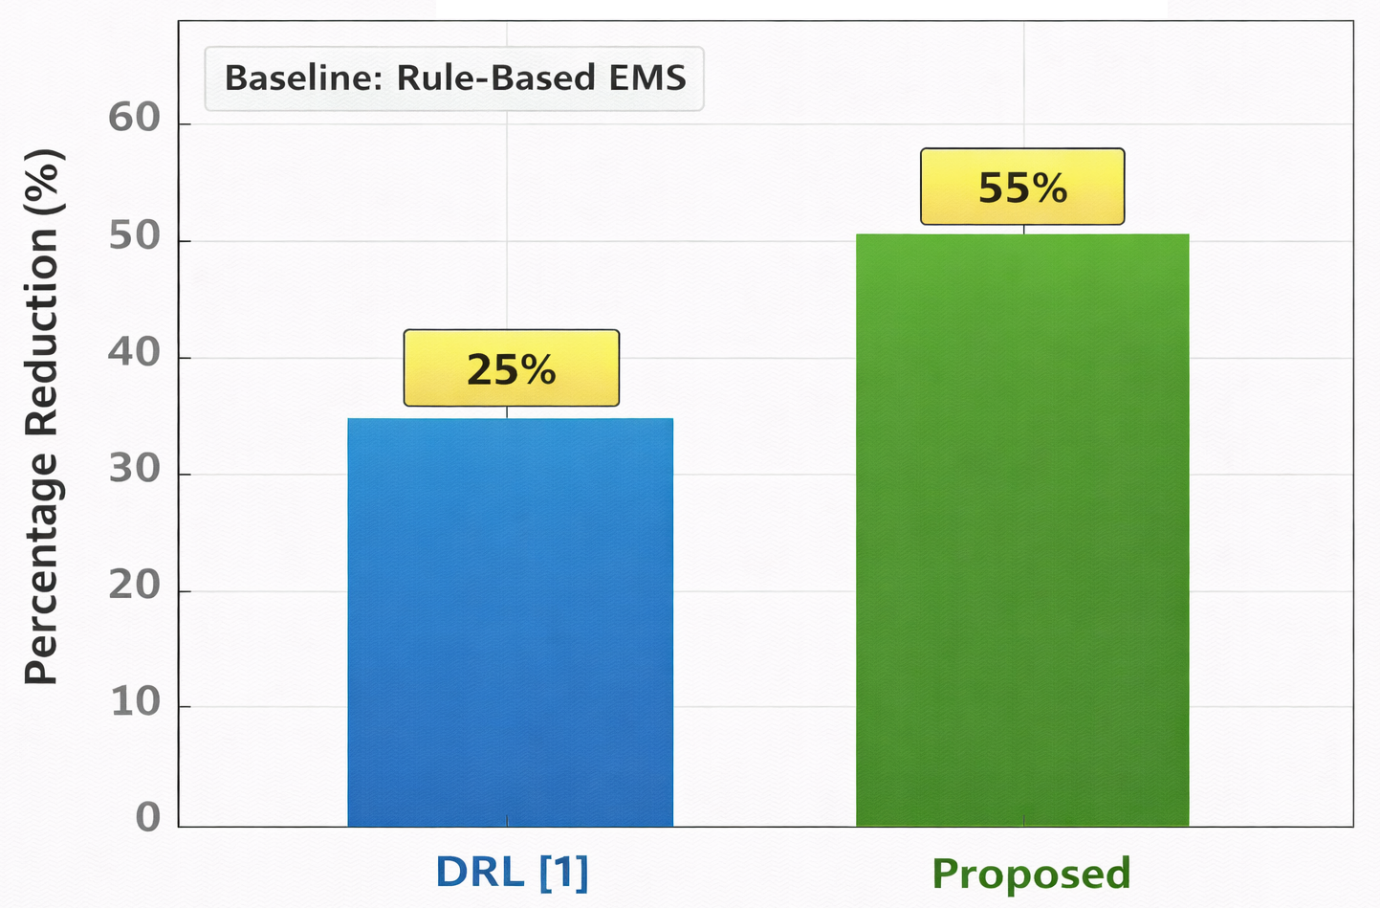 Baseline: Rule-Based EMS
Percentage Reduction (%)
60
50
40
30
20
10
0
25%
55%
DRL [1]
Proposed